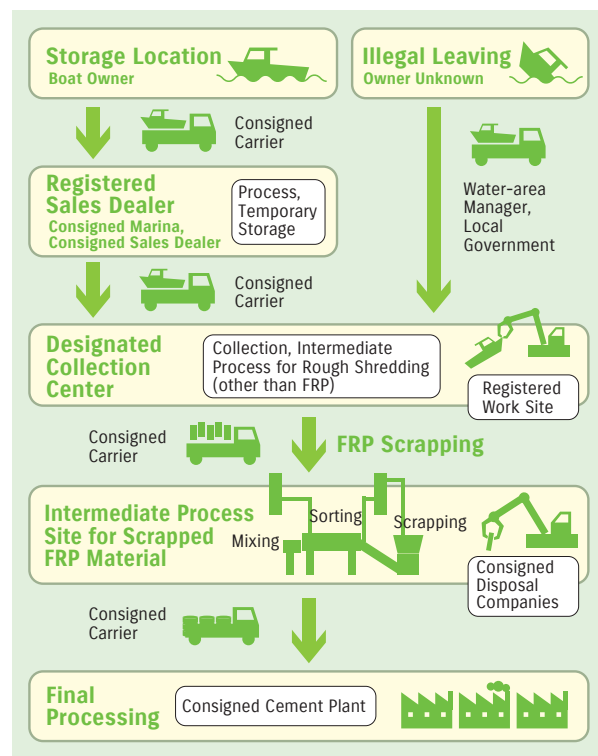 Storage Location
Boat Owner
Illegal Leaving
Owner Unknown
Consigned
Carrier
Water-area
Manager,
Local
Government
Registered
Sales Dealer
Consigned Marina,
Consigned Sales Dealer
Process,
Temporary
Storage
Consigned
Carrier
Designated
Collection
Center
Collection, Intermediate
Process for Rough Shredding
(other than FRP)
Registered
Work Site
Consigned
Carrier
FRP Scrapping
Intermediate Process
Site for Scrapped
FRP Material
Mixing
Sorting
Scrapping
Consigned
Disposal
Companies
Consigned
Carrier
Final
Processing
Consigned Cement Plant